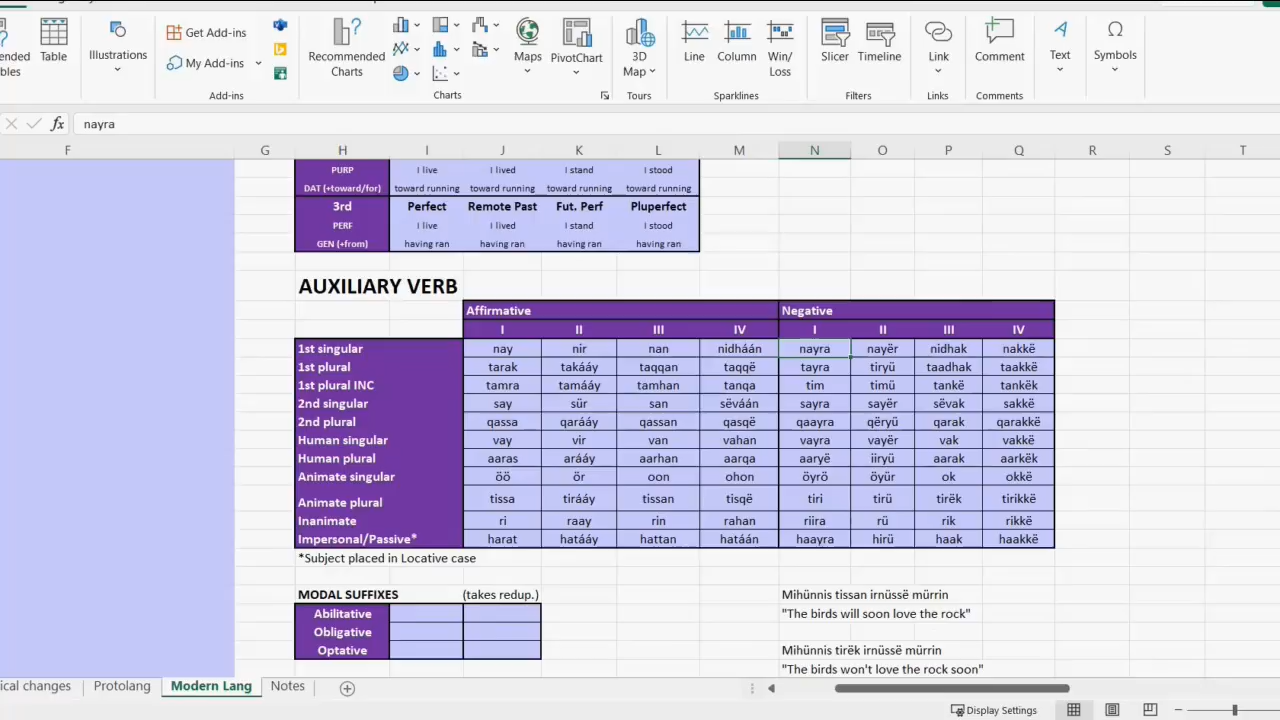 Table
Illustrations
Get Add-ins
My Add-ins
Add-ins
Recommended Charts
Maps
PivotChart
Charts
3D Map
Tours
Line
Column
Win/Loss
Sparklines
Slicer
Timeline
Filters
Link
Links
Comment
Comments
Text
Symbols
fx nayra
F G H I J K L M N O P Q R S T
PURP I live I lived I stand I stood
DAT (+toward/for) toward running toward running toward running toward running
3rd Perfect Remote Past Fut. Perf Pluperfect
PERF I live I lived I stand I stood
GEN (+from) having ran having ran having ran having ran
AUXILIARY VERB
Affirmative Negative
I II III IV I II III IV
1st singular nay nir nan nidháán nayra nayër nidhak nakkë
1st plural tarak takááy taqqan taqqë tayra tiryü taadhak taakkë
1st plural INC tamra tamááy tamhan tanqa tim timü tankë tankëk
2nd singular say sür san sëváán sayra sayër sëvak sakkë
2nd plural qassa qarááy qassan qasqë qaayra qëryü qarak qarakkë
Human singular vay vir van vahan vayra vayër vak vakkë
Human plural aaras arááy aarhan aarqa aaryë iiryü aarak aarkëk
Animate singular öö ör oon ohon öyrö öyür ok okkë
Animate plural tissa tirááy tissan tisqë tiri tirü tirëk tirikkë
Inanimate ri raay rin rahan riira rü rik rikkë
Impersonal/Passive* harat hatááy hattan hatáán haayra hirü haak haakkë
*Subject placed in Locative case
MODAL SUFFIXES (takes redup.)
Abilitative
Obligative
Optative
Mihünnis tissan irnüssë mürrin
"The birds will soon love the rock"
Mihünnis tirëk irnüssë mürrin
"The birds won't love the rock soon"
ical changes Protolang Modern Lang Notes
Display Settings